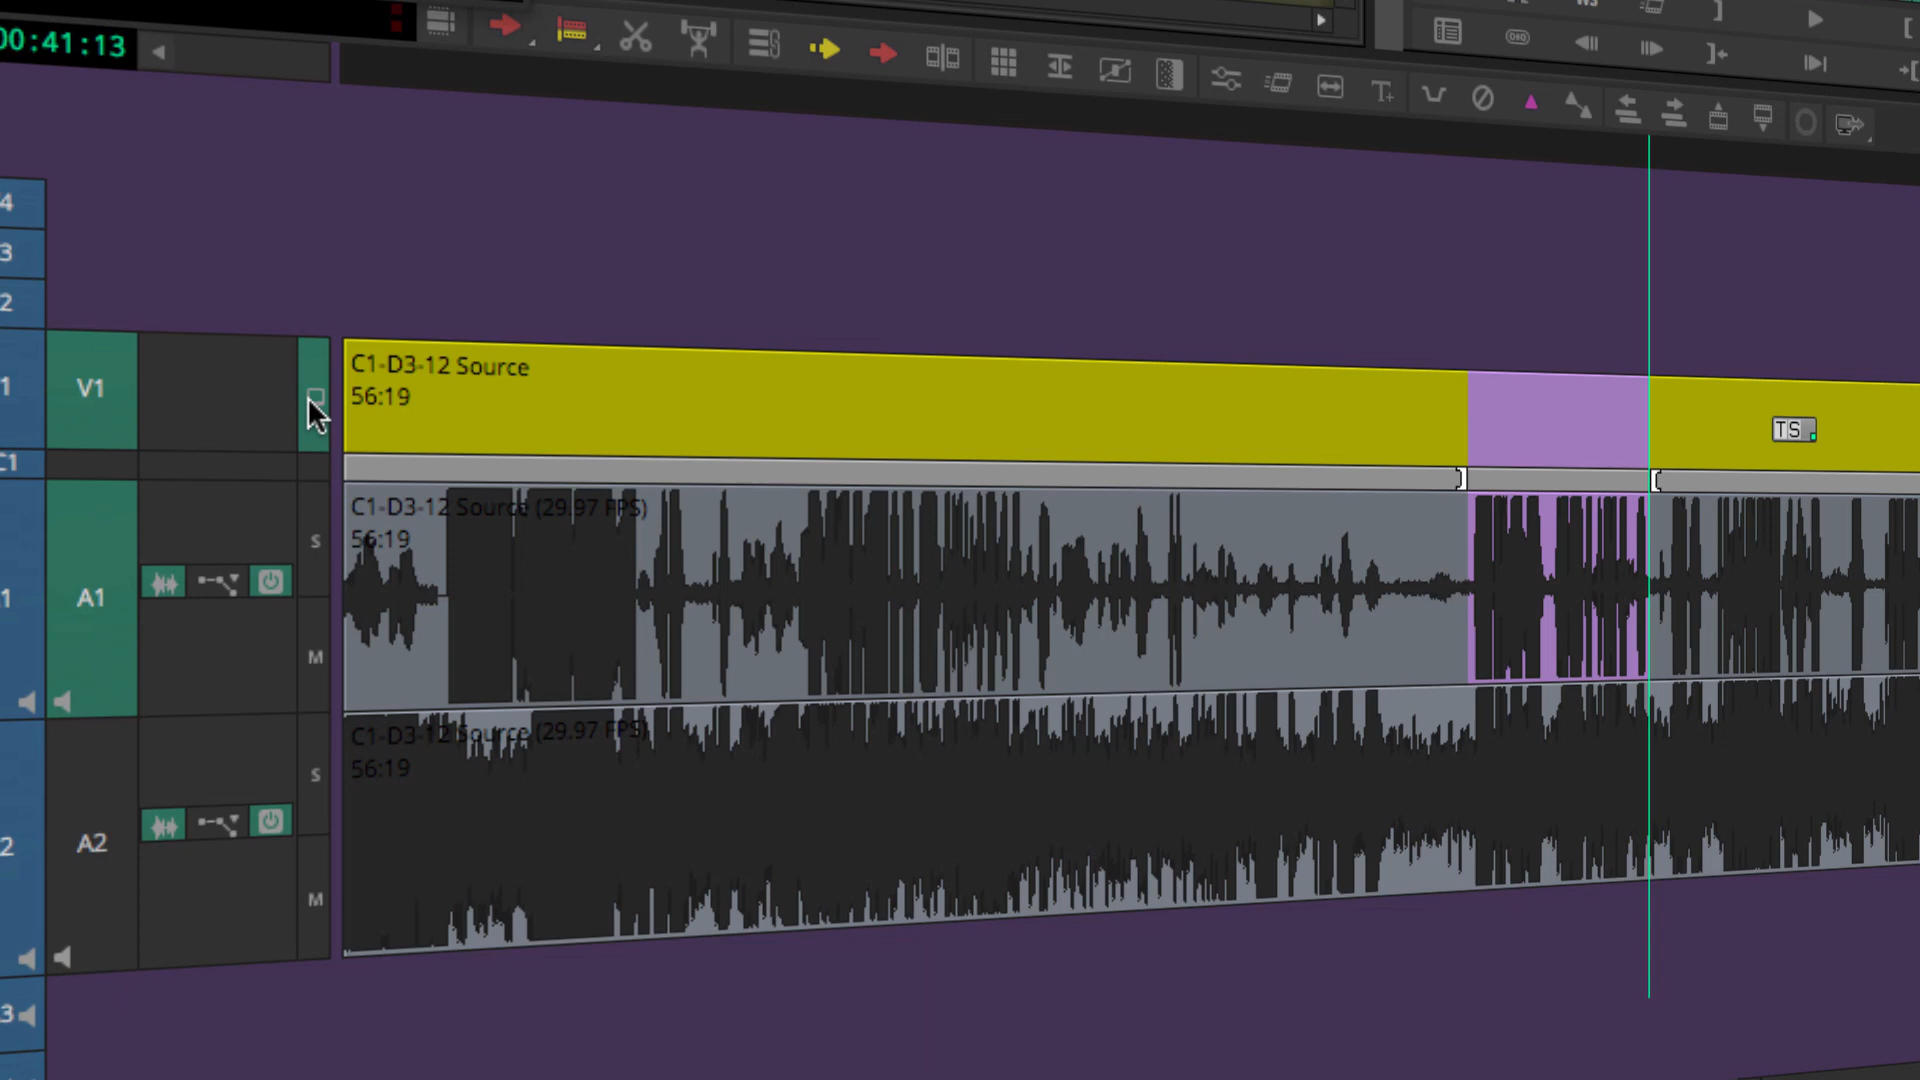 00:41:13
4
3
2
1
V1
C1-D3-12 Source
56:19
TS
C1
C1-D3-12 Source (29.97 FPS)
56:19
S
1
A1
M
C1-D3-12 Source (29.97 FPS)
56:19
S
2
A2
M
3
T+